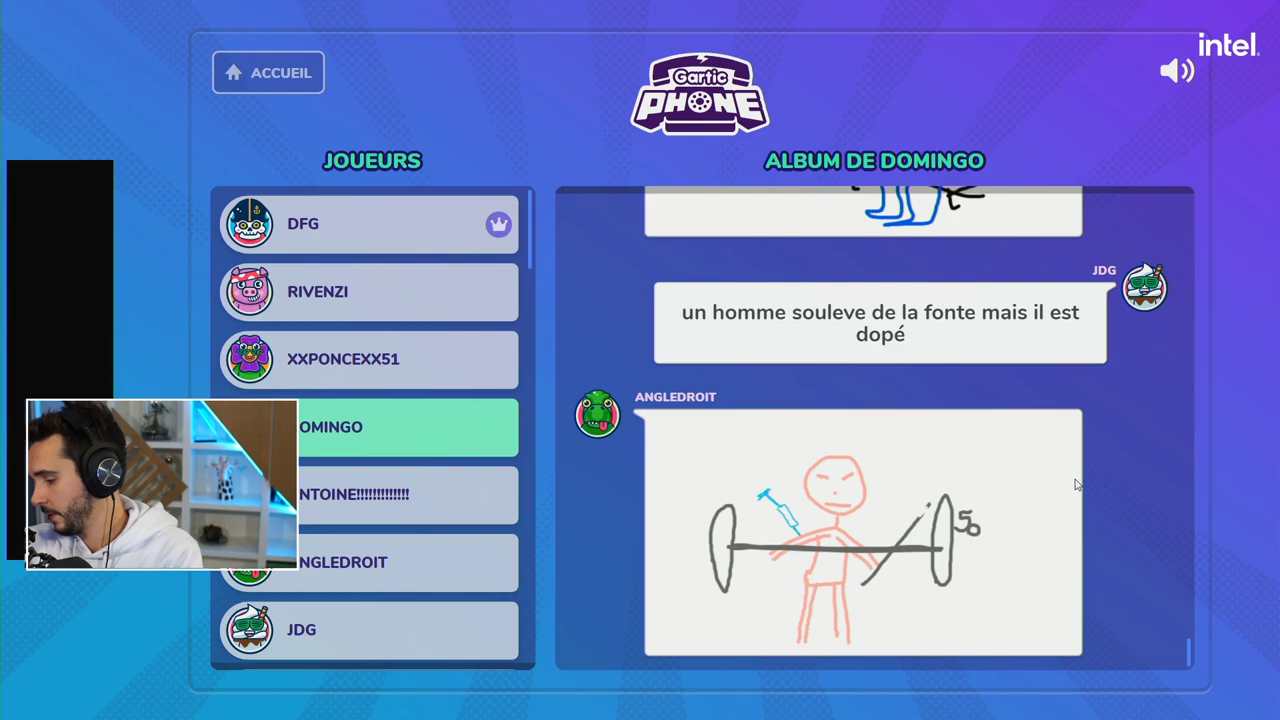 intel.
ACCUEIL
Gartic
PHONE
JOUEURS
ALBUM DE DOMINGO
DFG
RIVENZI
XXPONCEXX51
OMINGO
NTOINE!!!!!!!!!!!!!
NGLEDROIT
JDG
JDG
un homme souleve de la fonte mais il est
dopé
ANGLEDROIT
50